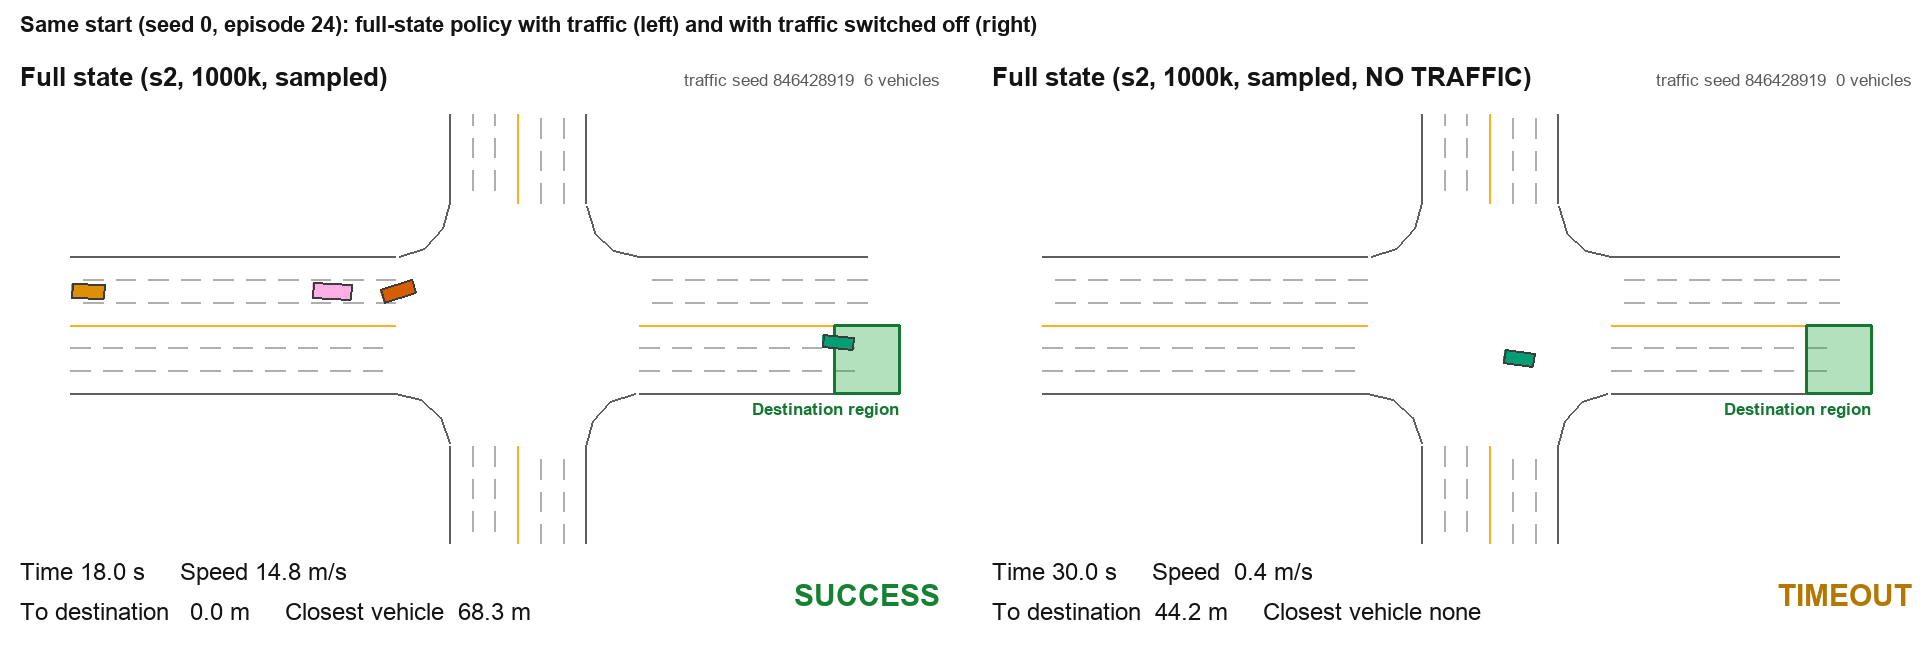 Same start (seed 0, episode 24): full-state policy with traffic (left) and with traffic switched off (right)
Full state (s2, 1000k, sampled)
traffic seed 846428919 6 vehicles
Destination region
Time 18.0 s Speed 14.8 m/s
To destination 0.0 m Closest vehicle 68.3 m
SUCCESS
Full state (s2, 1000k, sampled, NO TRAFFIC)
traffic seed 846428919 0 vehicles
Destination region
Time 30.0 s Speed 0.4 m/s
To destination 44.2 m Closest vehicle none
TIMEOUT